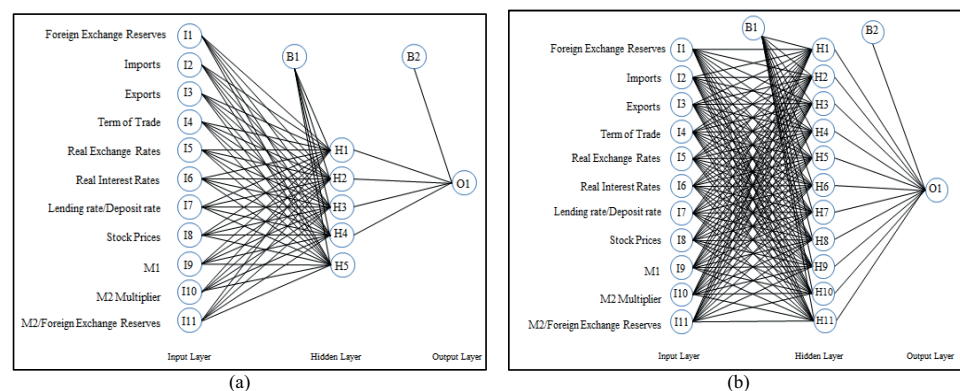 Foreign Exchange Reserves I1
Imports I2
Exports I3
Term of Trade I4
Real Exchange Rates I5
Real Interest Rates I6
Lending rate/Deposit rate I7
Stock Prices I8
M1 I9
M2 Multiplier I10
M2/Foreign Exchange Reserves I11
B1
B2
H1
H2
H3
H4
H5
O1
Input Layer Hidden Layer Output Layer
(a)
Foreign Exchange Reserves I1
Imports I2
Exports I3
Term of Trade I4
Real Exchange Rates I5
Real Interest Rates I6
Lending rate/Deposit rate I7
Stock Prices I8
M1 I9
M2 Multiplier I10
M2/Foreign Exchange Reserves I11
B1
B2
H1
H2
H3
H4
H5
H6
H7
H8
H9
H10
H11
O1
Input Layer Hidden Layer Output Layer
(b)